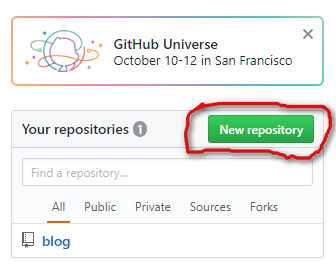 GitHub Universe
October 10-12 in San Francisco
Your repositories 1 New repository
Find a repository...
All Public Private Sources Forks
blog